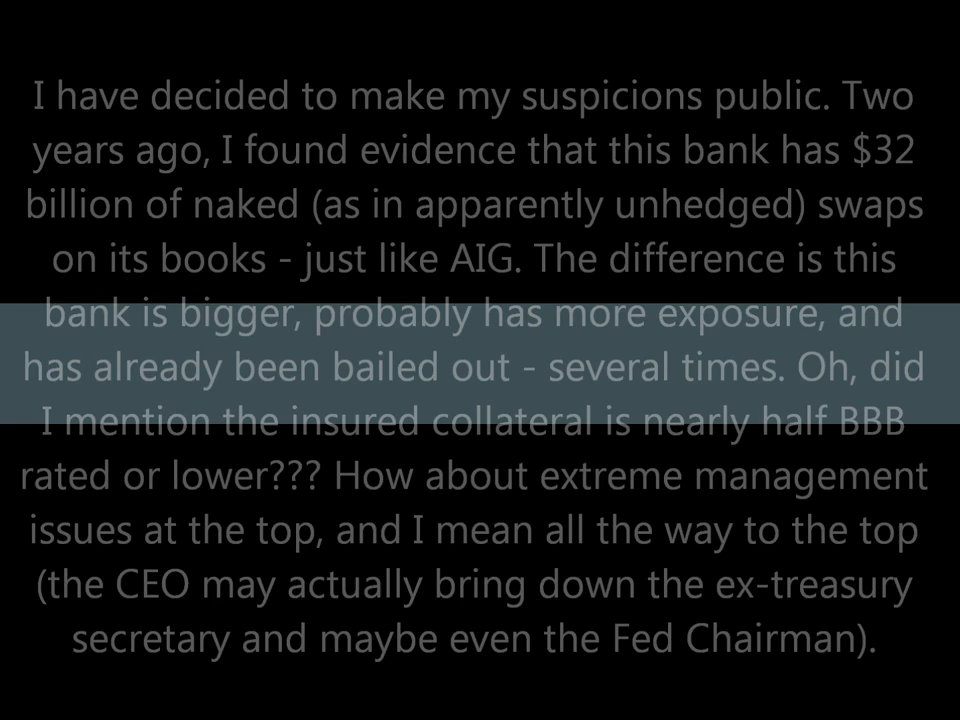 I have decided to make my suspicions public. Two
years ago, I found evidence that this bank has $32
billion of naked (as in apparently unhedged) swaps
on its books - just like AIG. The difference is this
bank is bigger, probably has more exposure, and
has already been bailed out - several times. Oh, did
I mention the insured collateral is nearly half BBB
rated or lower??? How about extreme management
issues at the top, and I mean all the way to the top
(the CEO may actually bring down the ex-treasury
secretary and maybe even the Fed Chairman).